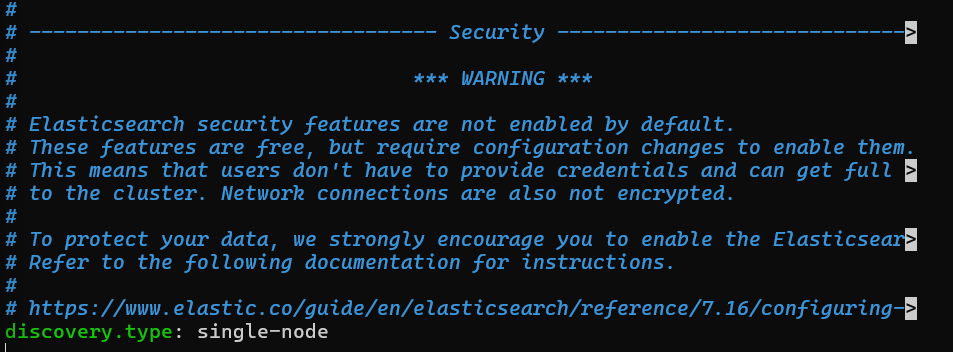 #
# ---------------------------------- Security -----------------------------&gt;
#
#                                 *** WARNING ***
#
# Elasticsearch security features are not enabled by default.
# These features are free, but require configuration changes to enable them.
# This means that users don't have to provide credentials and can get full >
# to the cluster. Network connections are also not encrypted.
#
# To protect your data, we strongly encourage you to enable the Elasticsear>
# Refer to the following documentation for instructions.
#
# https://www.elastic.co/guide/en/elasticsearch/reference/7.16/configuring->
discovery.type: single-node